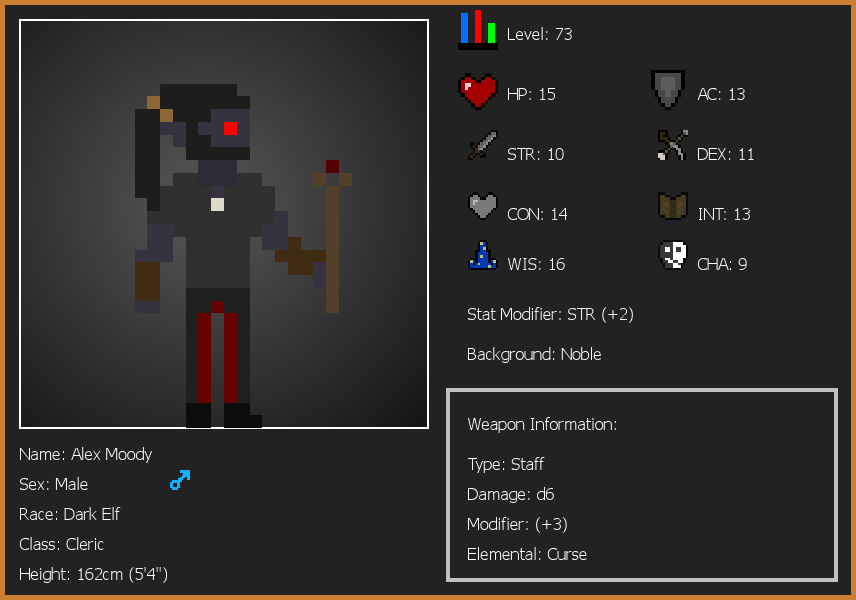 Level: 73
HP: 15
AC: 13
STR: 10
DEX: 11
CON: 14
INT: 13
WIS: 16
CHA: 9
Stat Modifier: STR (+2)
Background: Noble
Weapon Information:
Type: Staff
Damage: d6
Modifier: (+3)
Elemental: Curse
Name: Alex Moody
Sex: Male
Race: Dark Elf
Class: Cleric
Height: 162cm (5'4")